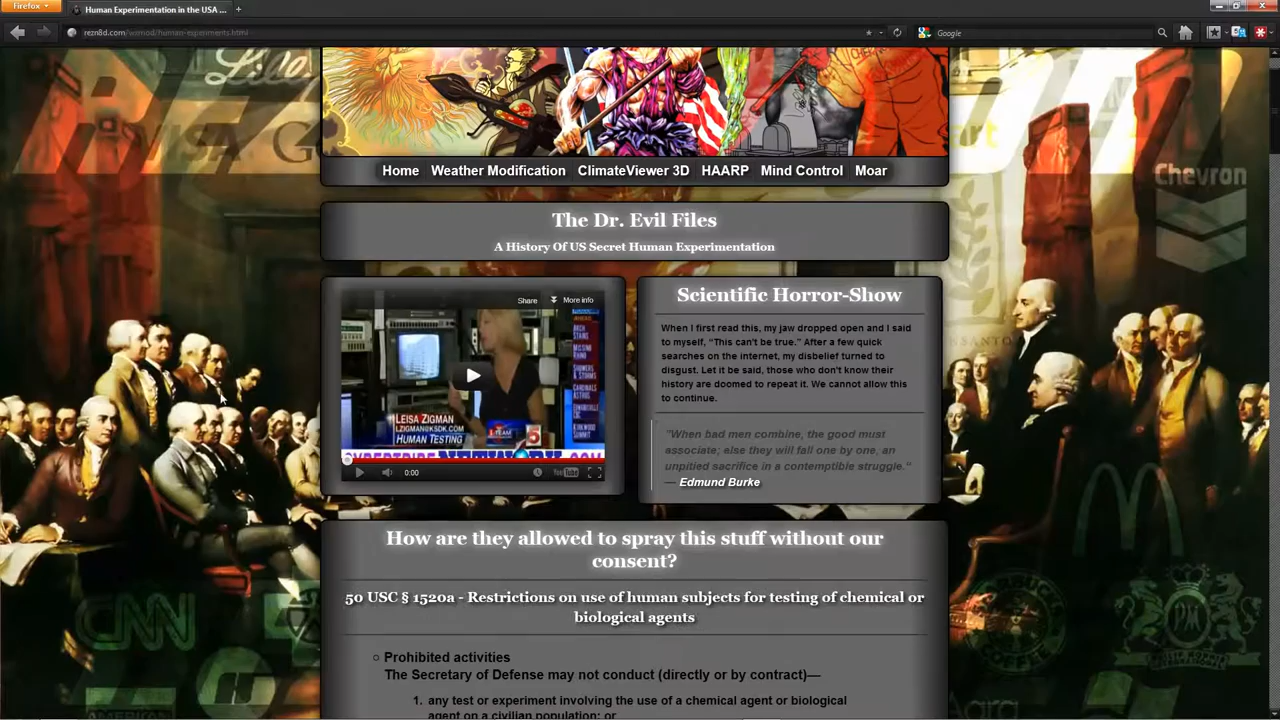 Firefox
Human Experimentation in the USA ...
rezn8d.com/wxmod/human-experiments.html
Google
Home
Weather Modification
ClimateViewer 3D
HAARP
Mind Control
Moar
The Dr. Evil Files
A History Of US Secret Human Experimentation
Share
More info
LEISA ZIGMAN
LZIGMAN@KSDK.COM
HUMAN TESTING
0:00
YouTube
Scientific Horror-Show
When I first read this, my jaw dropped open and I said
to myself, “This can't be true.” After a few quick
searches on the internet, my disbelief turned to
disgust. Let it be said, those who don't know their
history are doomed to repeat it. We cannot allow this
to continue.
"When bad men combine, the good must
associate; else they will fall one by one, an
unpitied sacrifice in a contemptible struggle."
— Edmund Burke
How are they allowed to spray this stuff without our
consent?
50 USC § 1520a - Restrictions on use of human subjects for testing of chemical or
biological agents
Prohibited activities
The Secretary of Defense may not conduct (directly or by contract)—
1. any test or experiment involving the use of a chemical agent or biological
agent on a civilian population; or
Chevron
CNN